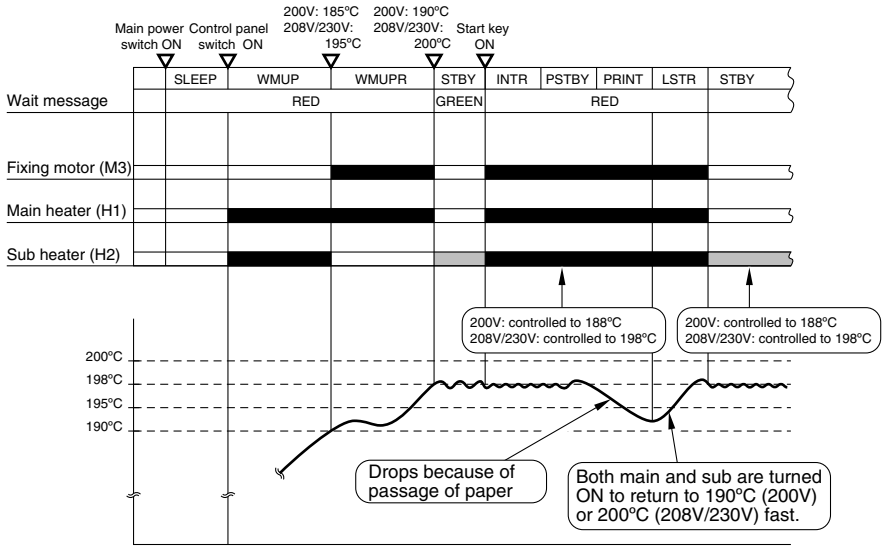 200V: 185ºC
208V/230V:
195ºC
200V: 190ºC
208V/230V:
200ºC
Main power
switch ON
Control panel
switch ON
Start key
ON
SLEEP WMUP WMUPR STBY INTR PSTBY PRINT LSTR STBY
Wait message RED GREEN RED
Fixing motor (M3)
Main heater (H1)
Sub heater (H2)
200V: controlled to 188ºC
208V/230V: controlled to 198ºC
200V: controlled to 188ºC
208V/230V: controlled to 198ºC
200ºC
198ºC
195ºC
190ºC
Drops because of
passage of paper
Both main and sub are turned
ON to return to 190ºC (200V)
or 200ºC (208V/230V) fast.